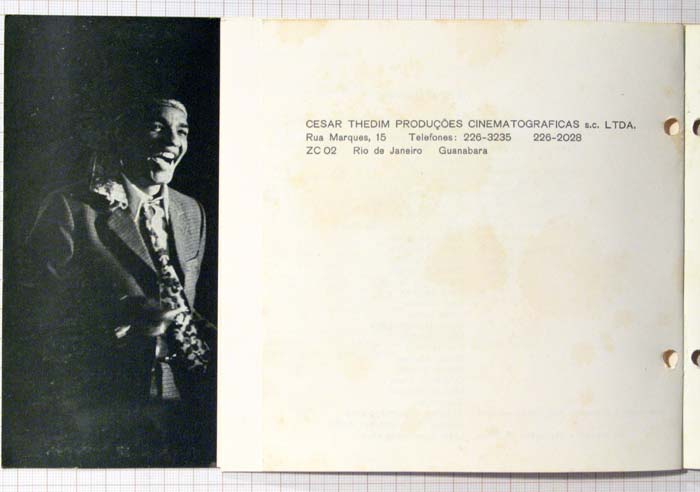 CESAR THEDIM PRODUÇÕES CINEMATOGRAFICAS s.c. LTDA.
Rua Marques, 15 Telefones: 226-3235 226-2028
ZC 02 Rio de Janeiro Guanabara